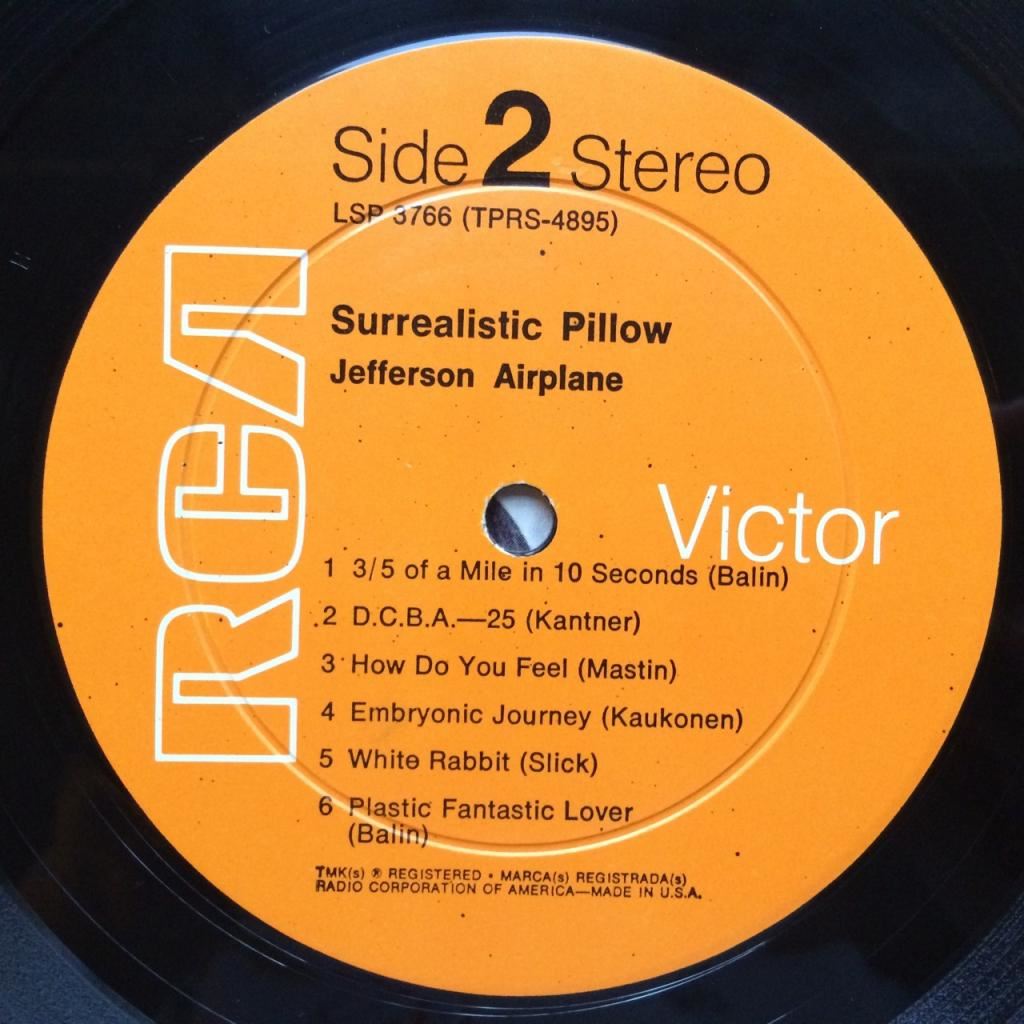 Side 2 Stereo
LSP 3766 (TPRS-4895)
RCA
Surrealistic Pillow
Jefferson Airplane
Victor
1 3/5 of a Mile in 10 Seconds (Balin)
2 D.C.B.A.—25 (Kantner)
3 How Do You Feel (Mastin)
4 Embryonic Journey (Kaukonen)
5 White Rabbit (Slick)
6 Plastic Fantastic Lover
(Balin)
TMK(s) ® REGISTERED • MARCA(s) REGISTRADA(s)
RADIO CORPORATION OF AMERICA—MADE IN U.S.A.